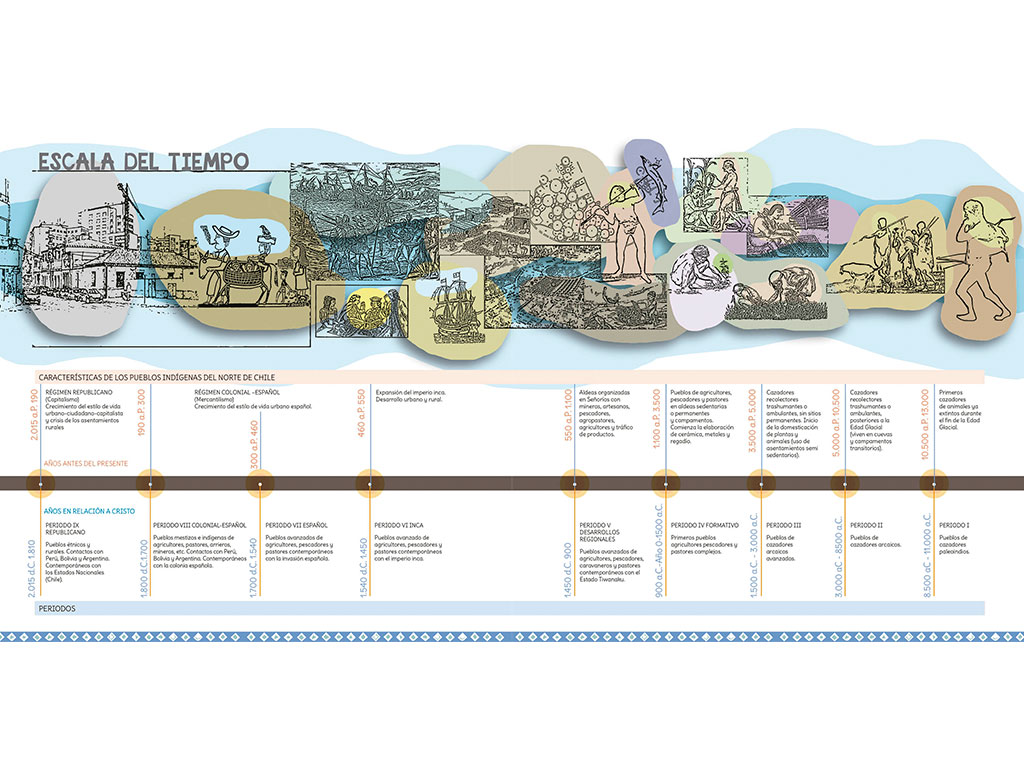 ESCALA DEL TIEMPO
CARACTERÍSTICAS DE LOS PUEBLOS INDÍGENAS DEL NORTE DE CHILE
2.015 a.P. 190
RÉGIMEN REPUBLICANO
(Capitalismo)
Crecimiento del estilo de vida
urbano-ciudadano-capitalista
y crisis de los asentamientos
rurales
190 a.P. 300
RÉGIMEN COLONIAL -ESPAÑOL
(Mercantilismo)
Crecimiento del estilo de vida urbano español.
300 a.P. 460
460 a.P. 550
Expansión del imperio inca.
Desarrollo urbano y rural.
550 a.P. 1.100
Aldeas organizadas
en Señoríos con
mineros, artesanos,
pescadores,
agropastores,
agricultores y tráfico
de productos.
1.100 a.P. 3.500
Pueblos de agricultores,
pescadores y pastores
en aldeas sedentarias
o permanentes
y campamentos.
Comienza la elaboración
de cerámica, metales y
regadío.
3.500 a.P. 5.000
Cazadores
recolectores
trashumantes o
ambulantes, sin sitios
permanentes. Inicio
de la domesticación
de plantas y
animales (uso de
asentamientos semi
sedentarios).
5.000 a.P. 10.500
Cazadores
recolectores
trashumantes o
ambulantes,
posteriores a la
Edad Glacial
(viven en cuevas
y campamentos
transitorios).
10.500 a.P. 13.000
Primeros
cazadores
de animales ya
extintos durante
el fin de la Edad
Glacial.
AÑOS ANTES DEL PRESENTE
AÑOS EN RELACIÓN A CRISTO
2.015 d.C. 1.810
PERIODO IX
REPUBLICANO
Pueblos étnicos y
rurales. Contactos con
Perú, Bolivia y Argentina.
Contemporáneos con
los Estados Nacionales
(Chile).
1.800 d.C.1.700
PERIODO VIII COLONIAL-ESPAÑOL
Pueblos mestizos e indígenas de
agricultores, pastores, arrieros,
mineros, etc. Contactos con Perú,
Bolivia y Argentina. Contemporáneos
con la colonia española.
1.700 d.C. 1.540
PERIODO VII ESPAÑOL
Pueblos avanzados de
agricultores, pescadores y
pastores contemporáneos
con la invasión española.
1.540 d.C. 1.450
PERIODO VI INCA
Pueblos avanzado de
agricultores, pescadores y
pastores contemporáneos
con el imperio inca.
1.450 d.C. 900
PERIODO V
DESARROLLOS
REGIONALES
Pueblos avanzados de
agricultores, pescadores,
caravaneros y pastores
contemporáneos con el
Estado Tiwanaku.
900 a.C.-Año 0-1500 a.C.
PERIODO IV FORMATIVO
Primeros pueblos
agricultores pescadores y
pastores complejos.
1.500 a.C - 3.000 a.C.
PERIODO III
Pueblos de
cazadores
arcaicos
avanzados.
3.000 aC - 8500 a.C.
PERIODO II
Pueblos de
cazadores arcaicos.
8.500 aC - 11.000 a.C.
PERIODO I
Pueblos de
cazadores
paleoindios.
PERIODOS